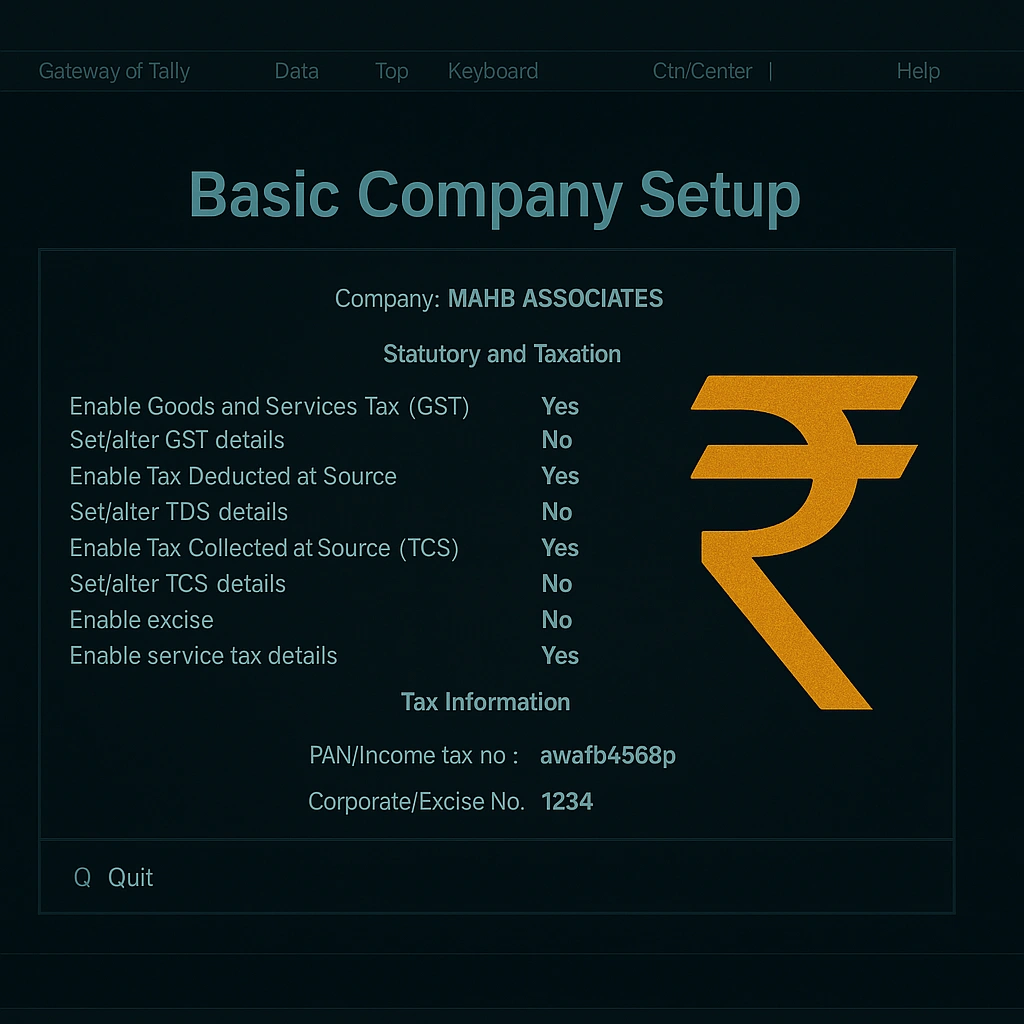 Gateway of Tally Data Top Keyboard Ctn/Center | Help
Basic Company Setup
Company: MAHB ASSOCIATES
Statutory and Taxation
Enable Goods and Services Tax (GST) Yes
Set/alter GST details No
Enable Tax Deducted at Source Yes
Set/alter TDS details No
Enable Tax Collected at Source (TCS) Yes
Set/alter TCS details No
Enable excise No
Enable service tax details Yes
₹
Tax Information
PAN/Income tax no : awafb4568p
Corporate/Excise No. 1234
Q Quit